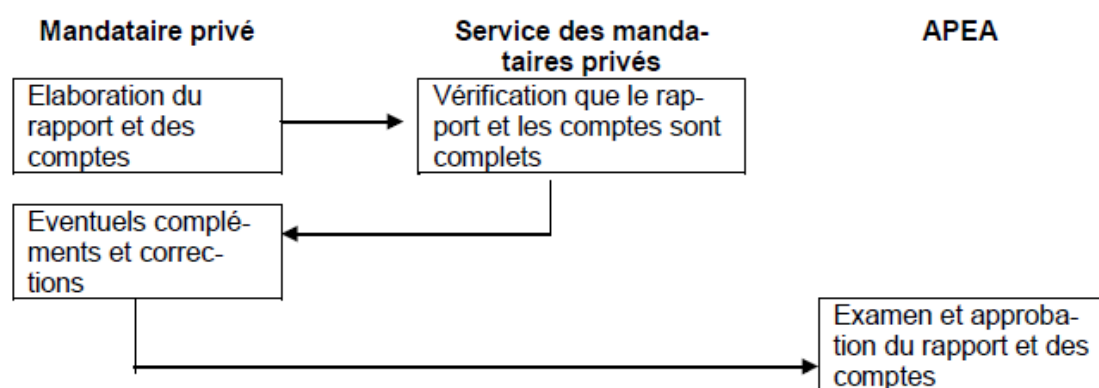 Mandataire privé
Service des manda-
taires privés
APEA
Elaboration du
rapport et des
comptes
Vérification que le rap-
port et les comptes sont
complets
Eventuels complé-
ments et correc-
tions
Examen et approba-
tion du rapport et des
comptes